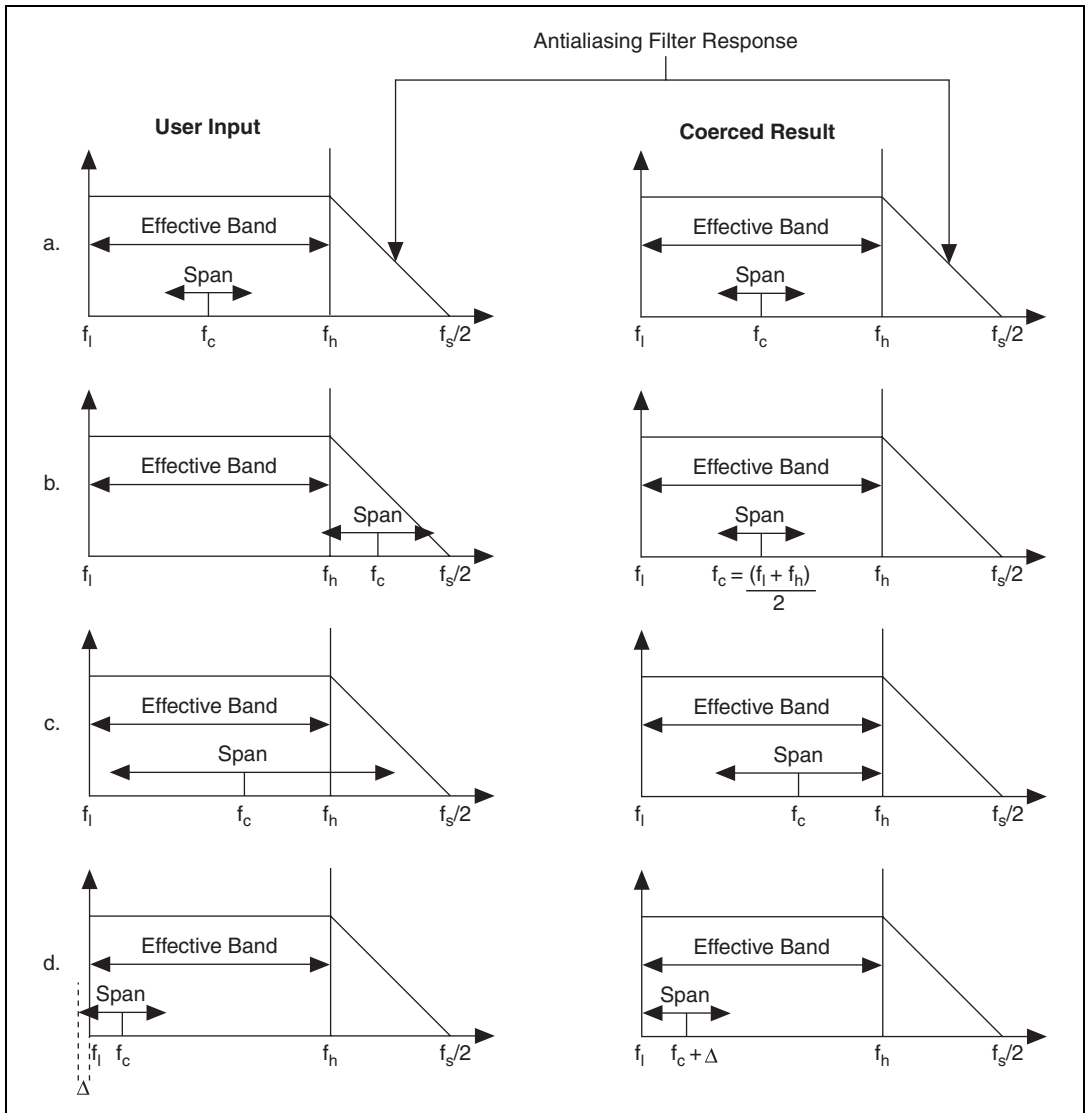 Antialiasing Filter Response
User Input
Coerced Result
a.
Effective Band
Span
f_l f_c f_h f_s/2
Effective Band
Span
f_l f_c f_h f_s/2
b.
Effective Band
Span
f_l f_h f_c f_s/2
Effective Band
Span
f_l f_c = (f_l + f_h) f_h f_s/2
2
c.
Effective Band
Span
f_l f_c f_h f_s/2
Effective Band
Span
f_l f_c f_h f_s/2
d.
Effective Band
Span
f_l f_c f_h f_s/2
Δ
Effective Band
Span
f_l f_c + Δ f_h f_s/2